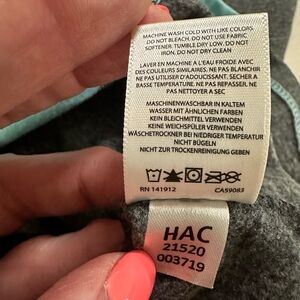 MACHINE WASH COLD WITH LIKE COLORS.
DO NOT BLEACH. DO NOT USE FABRIC
SOFTENER. TUMBLE DRY LOW. DO NOT
IRON. DO NOT DRY CLEAN
LAVER EN MACHINE A L'EAU FROIDE AVEC
DES COULEURS SIMILAIRES. NE PAS BLANCHIR
NE PAS UTILISER D'ADOUCISSANT. SECHER A
BASSE TEMPERATURE. NE PAS REPASSER. NE
PAS NETTOYER A SEC
MASCHINENWASCHBAR IN KALTEM
WASSER MIT ÄHNLICHEN FARBEN
KEIN BLEICHMITTEL VERWENDEN
KEINE WEICHSPÜLER VERWENDEN
WÄSCHETROCKNER BEI NIEDRIGER TEMPERATUR
NICHT BÜGELN
NICHT ZUR TROCKENREINIGUNG GEBEN
RN 141912 CA59083
HAC
21520
003719